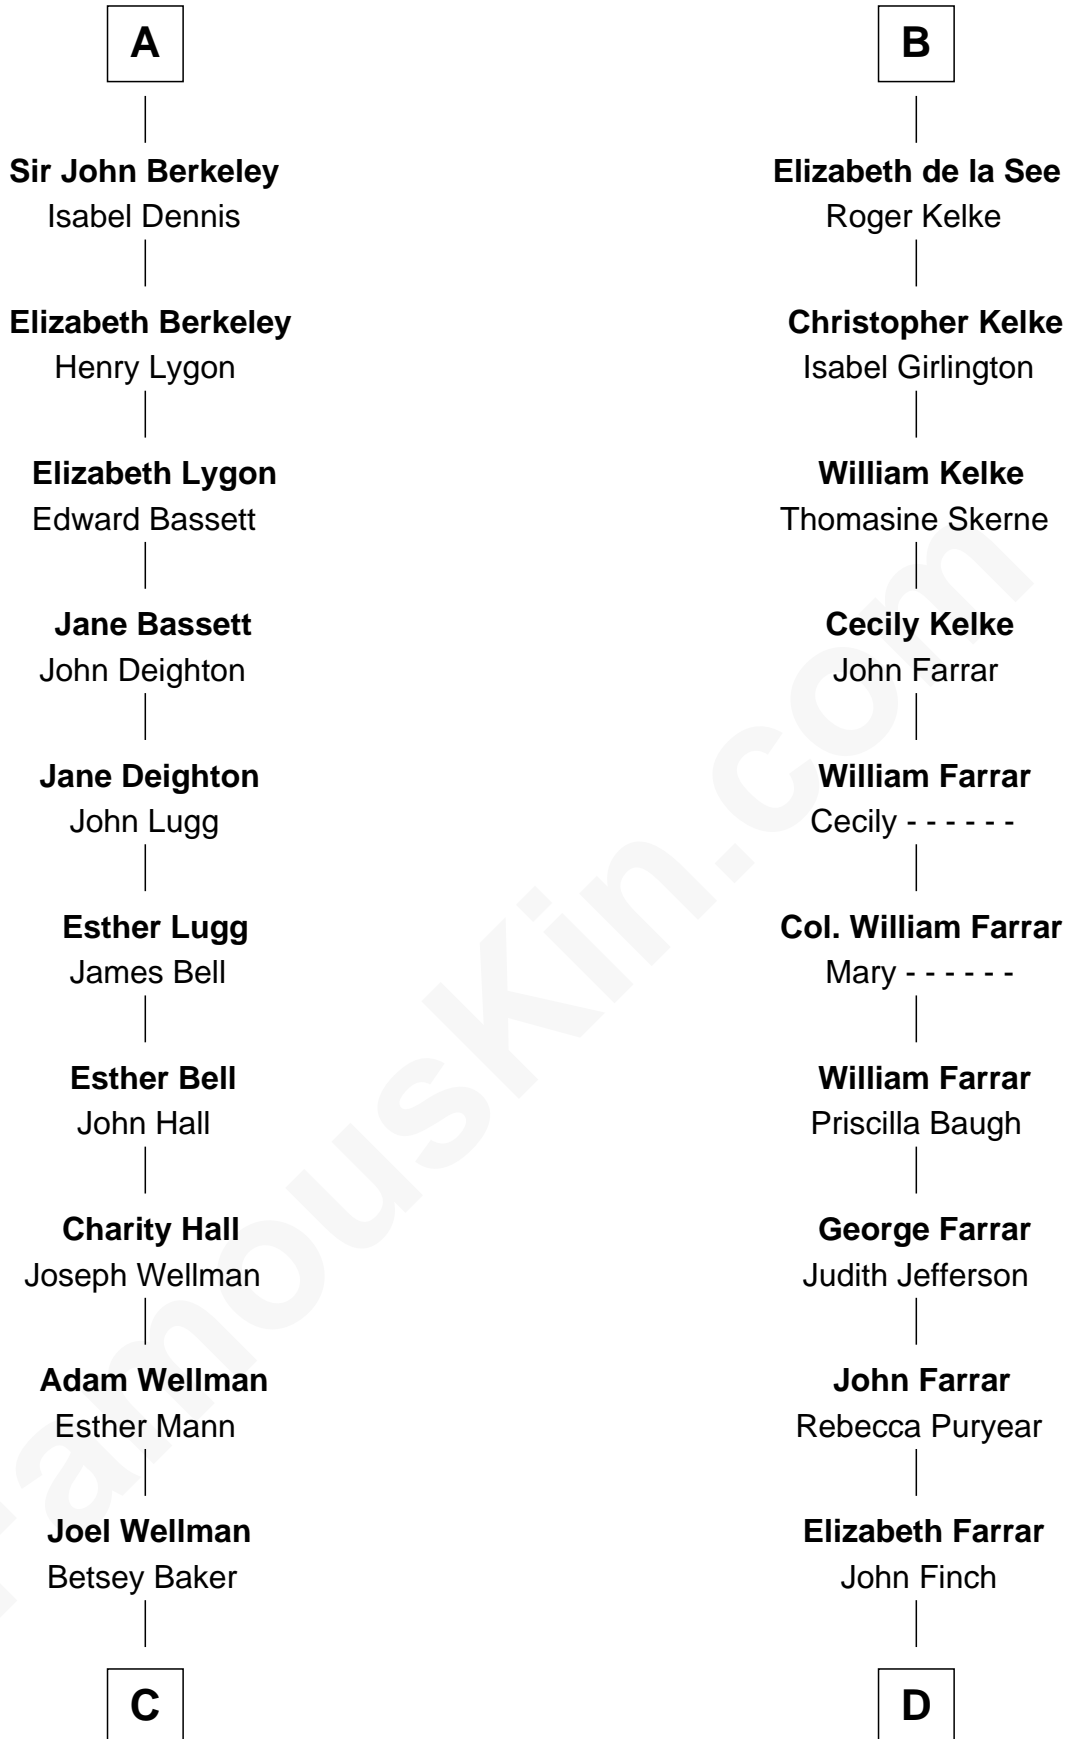 A
Sir John Berkeley
Isabel Dennis
Elizabeth Berkeley
Henry Lygon
Elizabeth Lygon
Edward Bassett
Jane Bassett
John Deighton
Jane Deighton
John Lugg
Esther Lugg
James Bell
Esther Bell
John Hall
Charity Hall
Joseph Wellman
Adam Wellman
Esther Mann
Joel Wellman
Betsey Baker
C
B
Elizabeth de la See
Roger Kelke
Christopher Kelke
Isabel Girlington
William Kelke
Thomasine Skerne
Cecily Kelke
John Farrar
William Farrar
Cecily - - - - - -
Col. William Farrar
Mary - - - - - -
William Farrar
Priscilla Baugh
George Farrar
Judith Jefferson
John Farrar
Rebecca Puryear
Elizabeth Farrar
John Finch
D
FamousKin.com